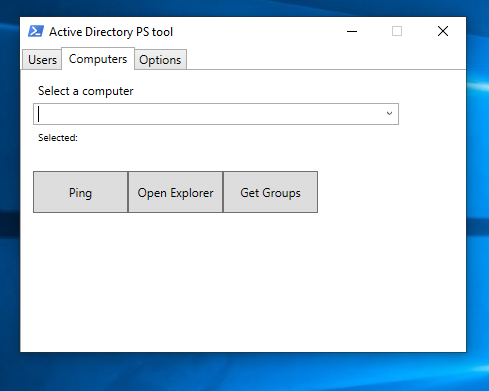 Active Directory PS tool
Users Computers Options
Select a computer
Selected:
Ping Open Explorer Get Groups